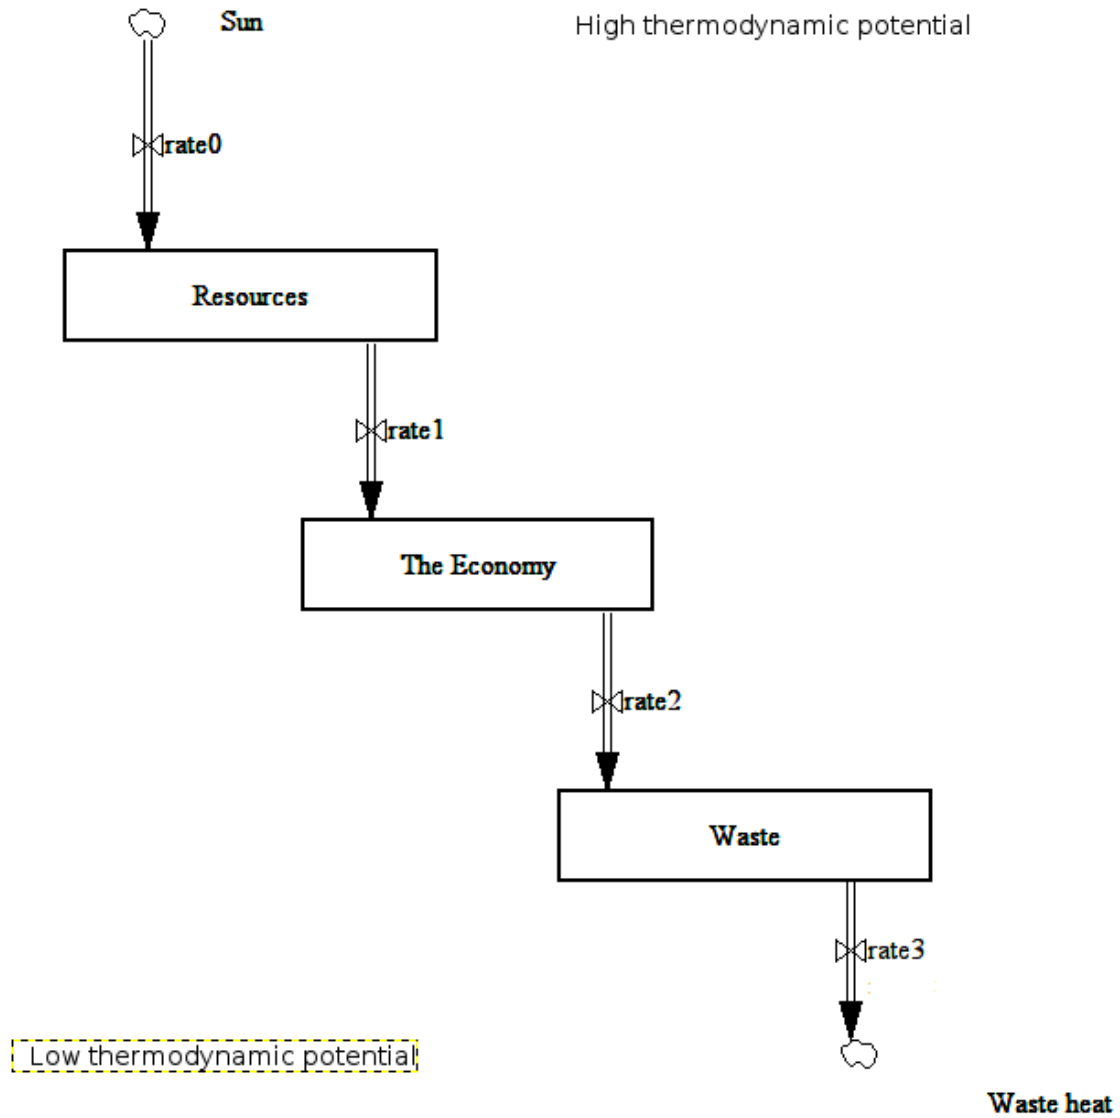 Sun
High thermodynamic potential
rate0
Resources
rate1
The Economy
rate2
Waste
rate3
Low thermodynamic potential
Waste heat